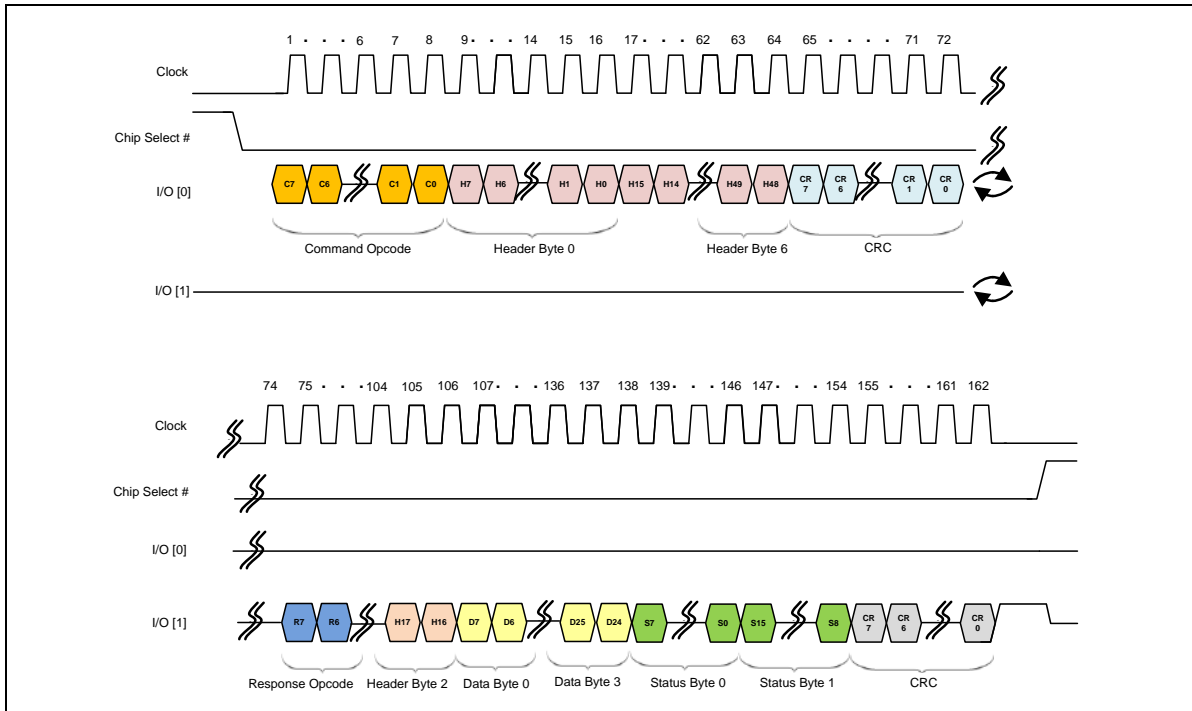 1 · · · 6 7 8 9 · · · 14 15 16 17 · · · 62 63 64 65 · · · · 71 72
Clock
Chip Select #
I/O [0] C7 C6 C1 C0 H7 H6 H1 H0 H15 H14 H49 H48 CR 7 CR 6 CR 1 CR 0
Command Opcode Header Byte 0 Header Byte 6 CRC
I/O [1]
74 75 · · · 104 105 106 107 · · · 136 137 138 139 · · · 146 147 · · · 154 155 · · · 161 162
Clock
Chip Select #
I/O [0]
I/O [1] R7 R6 H17 H16 D7 D6 D25 D24 S7 S0 S15 S8 CR 7 CR 6 CR 0
Response Opcode Header Byte 2 Data Byte 0 Data Byte 3 Status Byte 0 Status Byte 1 CRC